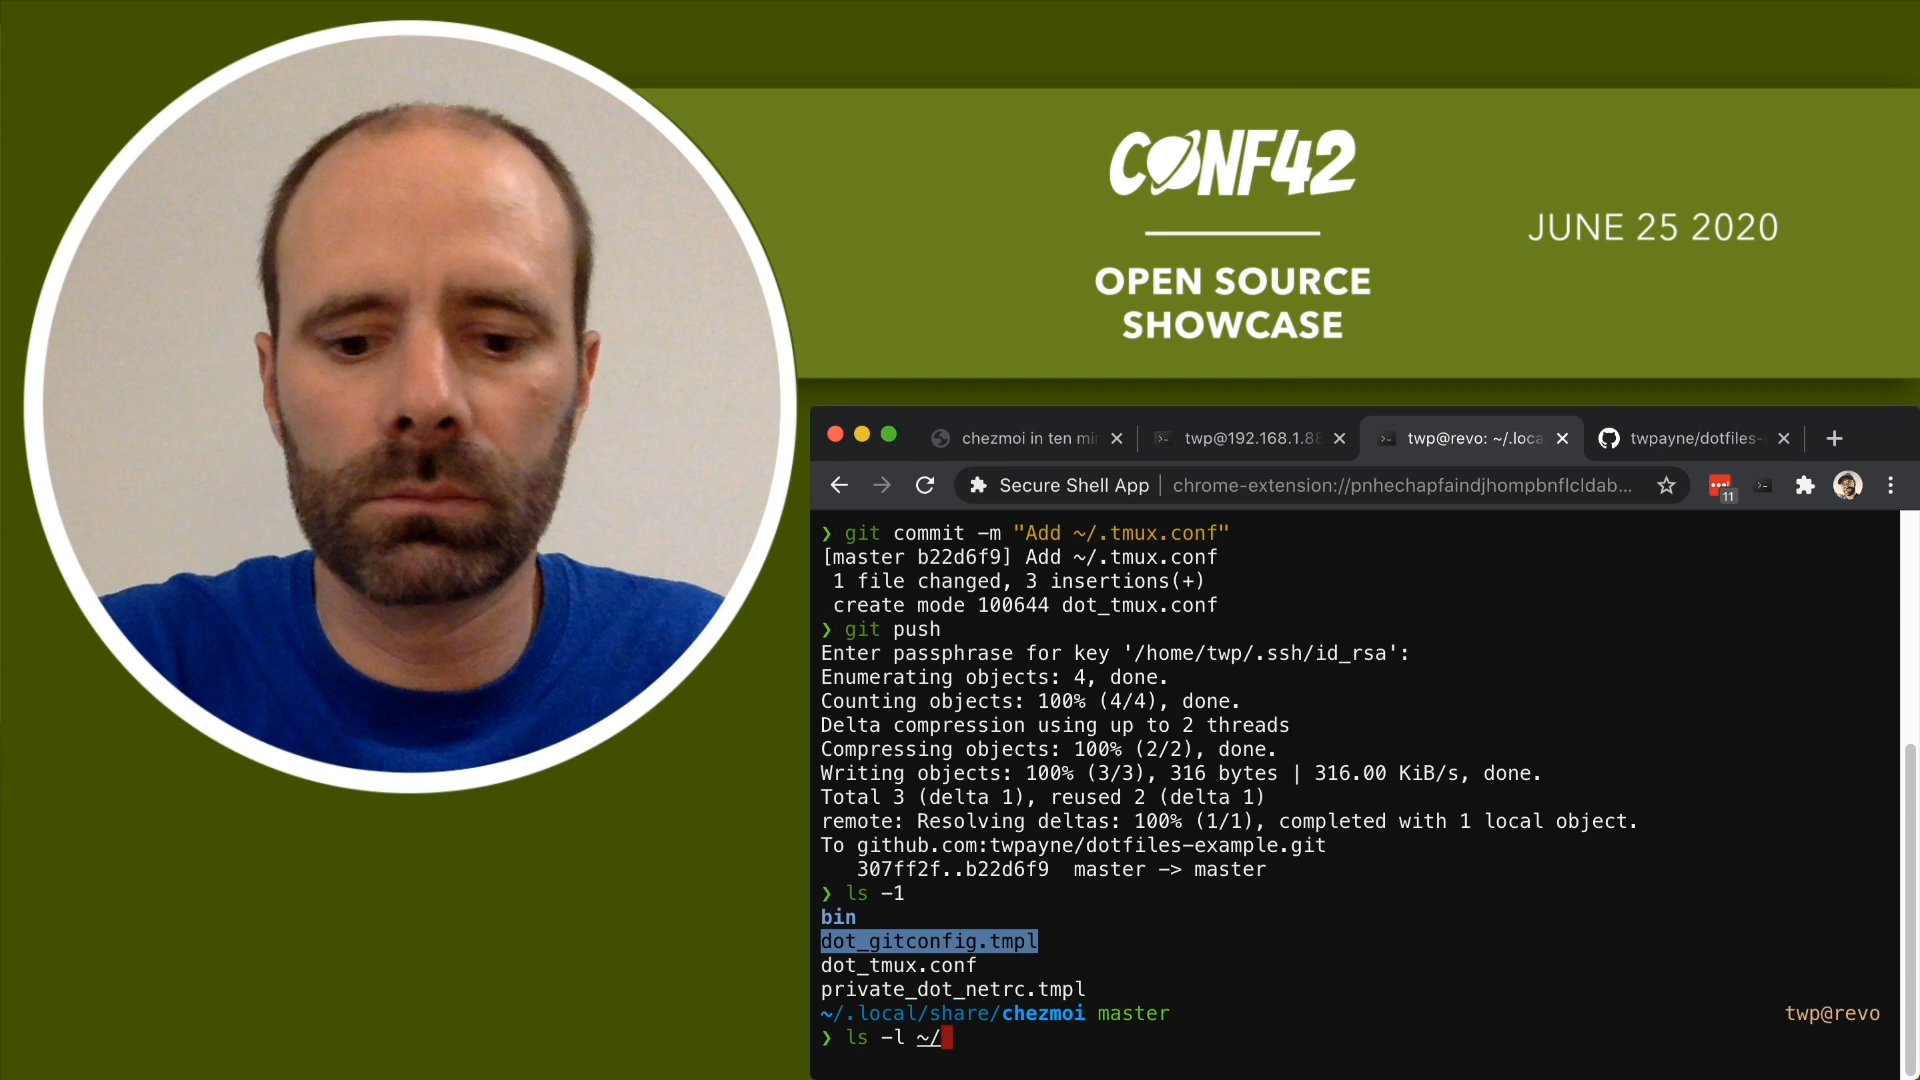 CONF42
JUNE 25 2020
OPEN SOURCE
SHOWCASE
chezmoi in ten mi
twp@192.168.1.88
twp@revo: ~/.loca
twpayne/dotfiles-
Secure Shell App | chrome-extension://pnhechapfaindjhompbnflcldab...
11
❯ git commit -m "Add ~/.tmux.conf"
[master b22d6f9] Add ~/.tmux.conf
1 file changed, 3 insertions(+)
create mode 100644 dot_tmux.conf
❯ git push
Enter passphrase for key '/home/twp/.ssh/id_rsa':
Enumerating objects: 4, done.
Counting objects: 100% (4/4), done.
Delta compression using up to 2 threads
Compressing objects: 100% (2/2), done.
Writing objects: 100% (3/3), 316 bytes | 316.00 KiB/s, done.
Total 3 (delta 1), reused 2 (delta 1)
remote: Resolving deltas: 100% (1/1), completed with 1 local object.
To github.com:twpayne/dotfiles-example.git
307ff2f..b22d6f9  master -> master
❯ ls -1
bin
dot_gitconfig.tmpl
dot_tmux.conf
private_dot_netrc.tmpl
~/.local/share/chezmoi master twp@revo
❯ ls -l ~/